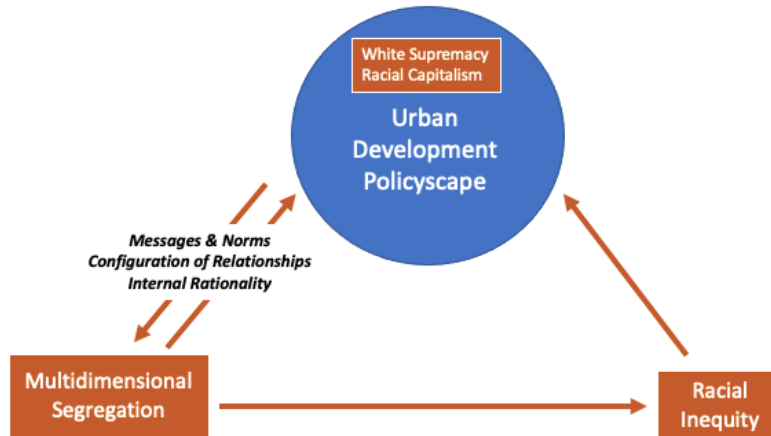 White Supremacy
Racial Capitalism
Urban
Development
Policyscape
Messages & Norms
Configuration of Relationships
Internal Rationality
Multidimensional
Segregation
Racial
Inequity